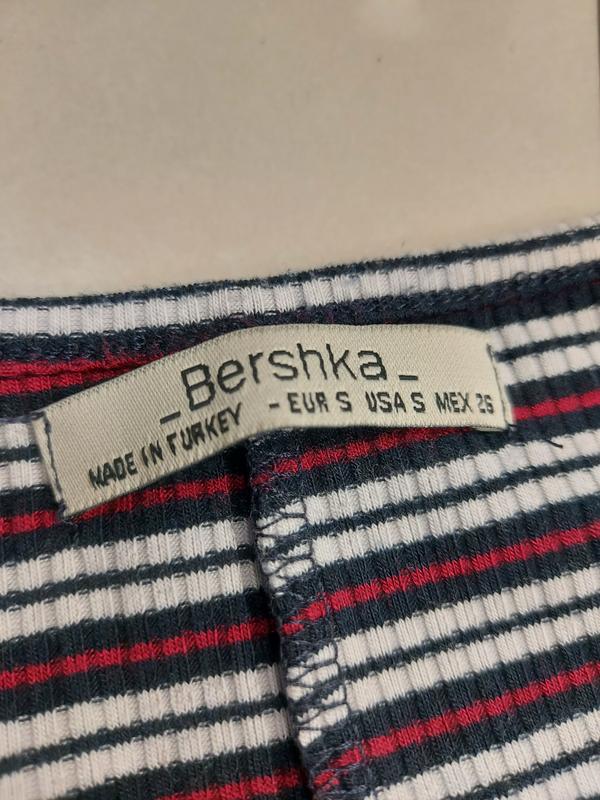 _Bershka_
MADE IN TURKEY - EUR S USA S MEX 26